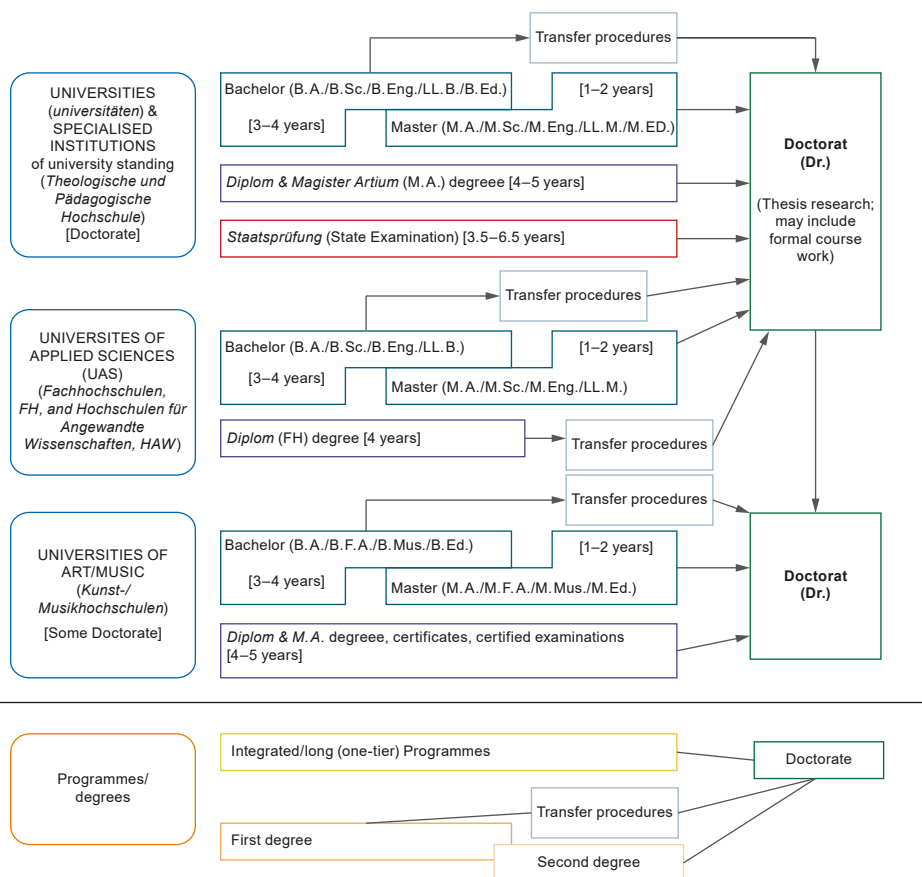 Transfer procedures
UNIVERSITIES
(universitäten) &
SPECIALISED
INSTITUTIONS
of university standing
(Theologische und
Pädagogische
Hochschule)
[Doctorate]
Bachelor (B.A./B.Sc./B.Eng./LL.B./B.Ed.)
[3–4 years]
[1–2 years]
Master (M.A./M.Sc./M.Eng./LL.M./M.ED.)
Diplom & Magister Artium (M.A.) degreee [4–5 years]
Staatsprüfung (State Examination) [3.5–6.5 years]
Doctorat
(Dr.)
(Thesis research;
may include
formal course
work)
Transfer procedures
UNIVERSITES OF
APPLIED SCIENCES
(UAS)
(Fachhochschulen,
FH, and Hochschulen für
Angewandte
Wissenschaften, HAW)
Bachelor (B.A./B.Sc./B.Eng./LL.B.)
[3–4 years]
[1–2 years]
Master (M.A./M.Sc./M.Eng./LL.M.)
Diplom (FH) degree [4 years]
Transfer procedures
Transfer procedures
UNIVERSITIES OF
ART/MUSIC
(Kunst-/
Musikhochschulen)
[Some Doctorate]
Bachelor (B.A./B.F.A./B.Mus./B.Ed.)
[3–4 years]
[1–2 years]
Master (M.A./M.F.A./M.Mus./M.Ed.)
Diplom & M.A. degreee, certificates, certified examinations
[4–5 years]
Doctorat
(Dr.)
Programmes/
degrees
Integrated/long (one-tier) Programmes
Doctorate
Transfer procedures
First degree
Second degree